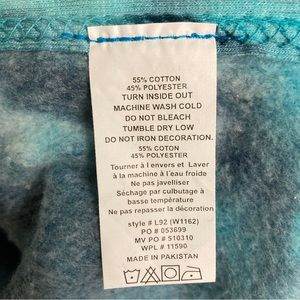 55% COTTON
45% POLYESTER
TURN INSIDE OUT
MACHINE WASH COLD
DO NOT BLEACH
TUMBLE DRY LOW
DO NOT IRON DECORATION.
55% COTON
45% POLYESTER
Tourner à l envers et Laver
à la machine à l'eau froide
Ne pas javelliser
Séchage par culbutage à
basse température
Ne pas repasser la décoration
style # L92 (W1162)
PO # 053699
MV PO # 510310
WPL # 11590
MADE IN PAKISTAN